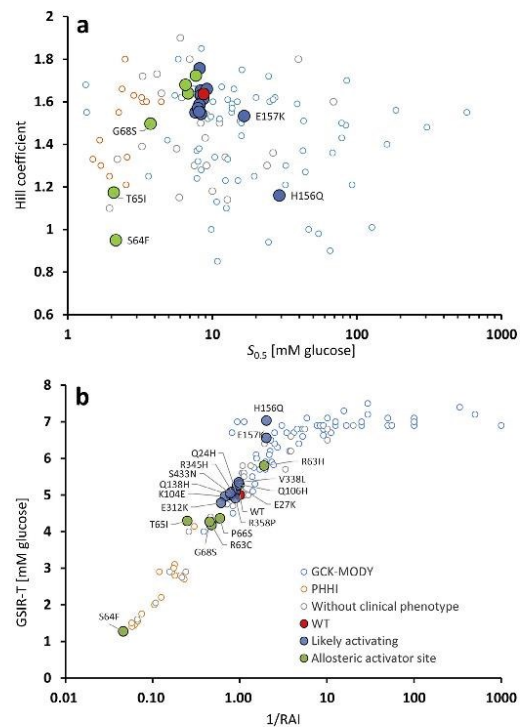 a
Hill coefficient
2
1.8
1.6
1.4
1.2
1
0.8
0.6
G68S
E157K
T65I
H156Q
S64F
1 10 100 1000
S0.5 [mM glucose]
b
GSIR-T [mM glucose]
8
7
6
5
4
3
2
1
0
H156Q
E157K
Q24H
R63H
R345H
S433N
V338L
Q138H
Q106H
K104E
E27K
E312K
WT
R358P
T65I
P66S
R63C
G68S
S64F
GCK-MODY
PHHI
Without clinical phenotype
WT
Likely activating
Allosteric activator site
0.01 0.10 1.00 10 100 1000
1/RAI